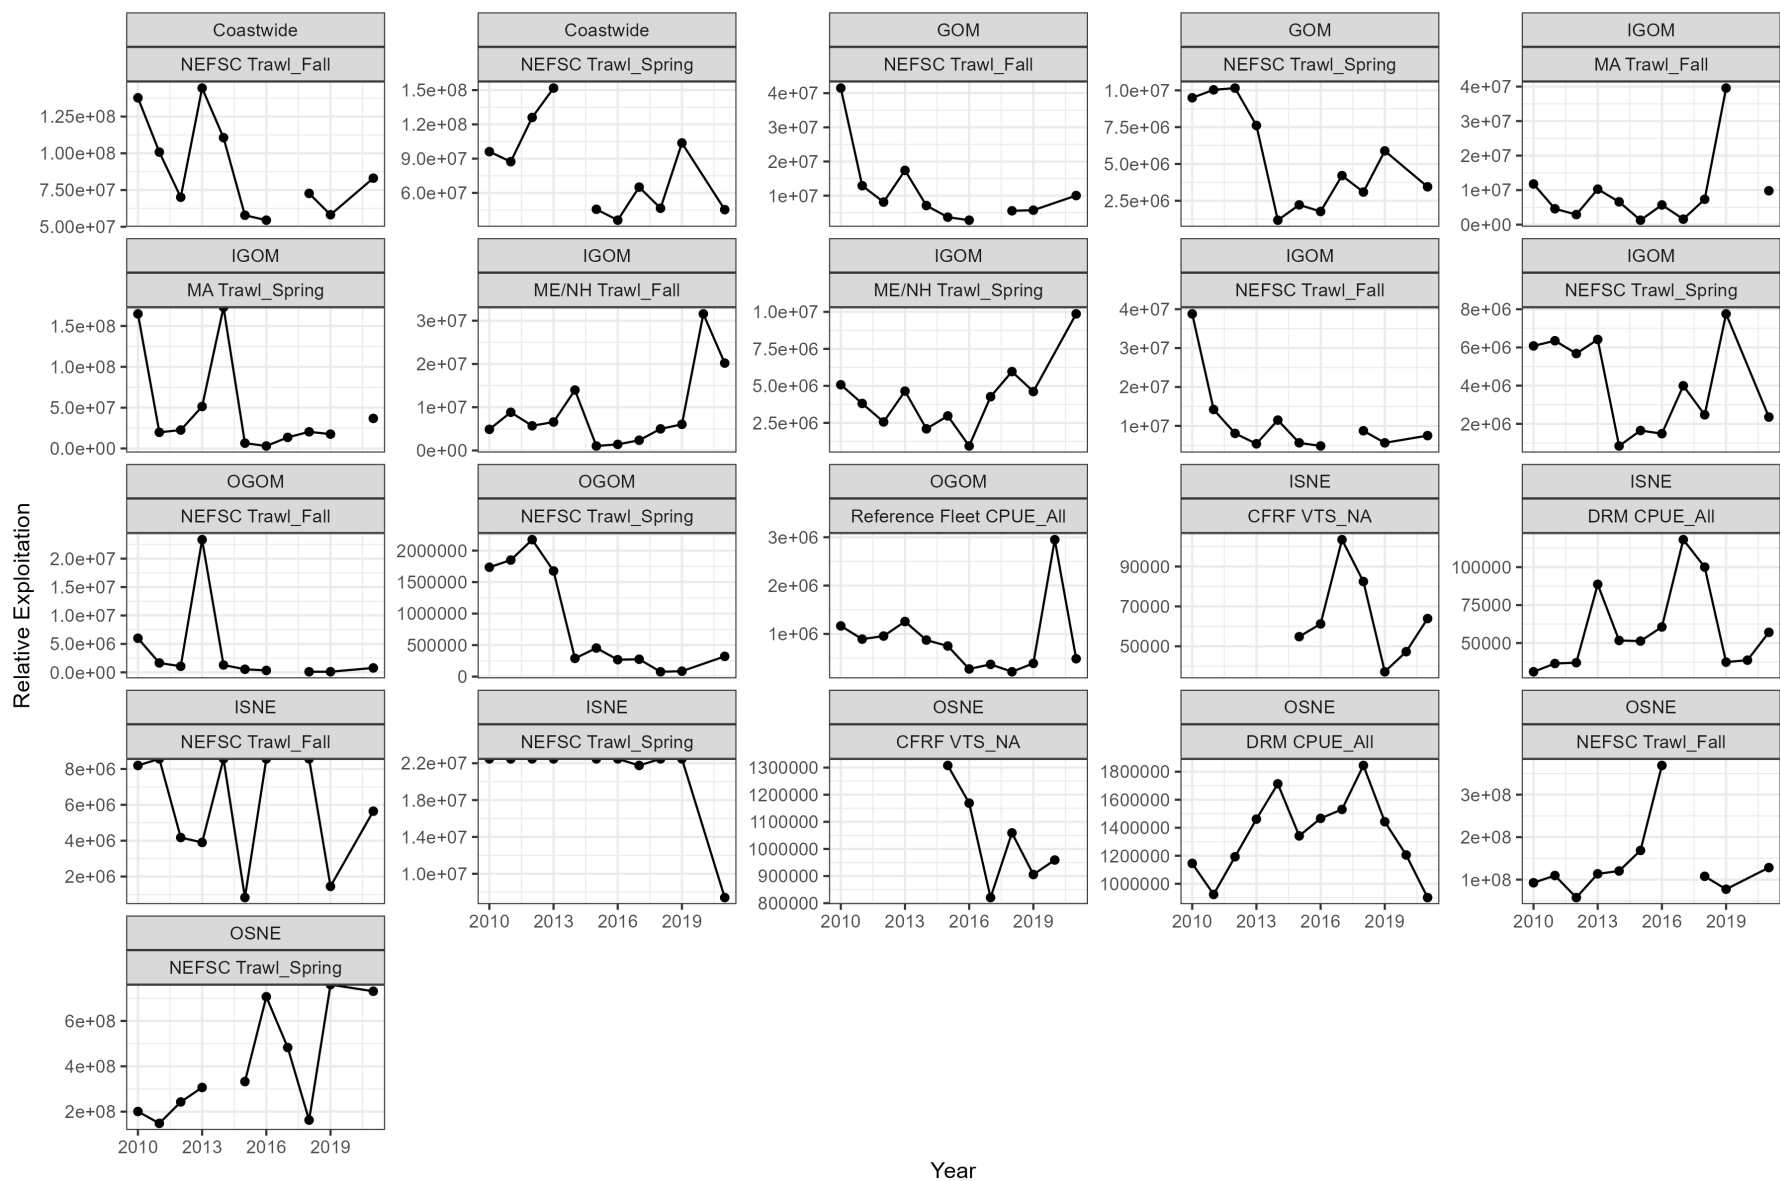 Coastwide
NEFSC Trawl_Fall
1.25e+08
1.00e+08
7.50e+07
5.00e+07
Coastwide
NEFSC Trawl_Spring
1.5e+08
1.2e+08
9.0e+07
6.0e+07
GOM
NEFSC Trawl_Fall
4e+07
3e+07
2e+07
1e+07
GOM
NEFSC Trawl_Spring
1.0e+07
7.5e+06
5.0e+06
2.5e+06
IGOM
MA Trawl_Fall
4e+07
3e+07
2e+07
1e+07
0e+00
IGOM
MA Trawl_Spring
1.5e+08
1.0e+08
5.0e+07
0.0e+00
IGOM
ME/NH Trawl_Fall
3e+07
2e+07
1e+07
0e+00
IGOM
ME/NH Trawl_Spring
1.0e+07
7.5e+06
5.0e+06
2.5e+06
IGOM
NEFSC Trawl_Fall
4e+07
3e+07
2e+07
1e+07
IGOM
NEFSC Trawl_Spring
8e+06
6e+06
4e+06
2e+06
OGOM
NEFSC Trawl_Fall
2.0e+07
1.5e+07
1.0e+07
5.0e+06
0.0e+00
OGOM
NEFSC Trawl_Spring
2000000
1500000
1000000
500000
0
OGOM
Reference Fleet CPUE_All
3e+06
2e+06
1e+06
ISNE
CFRF VTS_NA
90000
70000
50000
ISNE
DRM CPUE_All
100000
75000
50000
ISNE
NEFSC Trawl_Fall
8e+06
6e+06
4e+06
2e+06
ISNE
NEFSC Trawl_Spring
2.2e+07
1.8e+07
1.4e+07
1.0e+07
2010 2013 2016 2019
OSNE
CFRF VTS_NA
1300000
1200000
1100000
1000000
900000
800000
2010 2013 2016 2019
OSNE
DRM CPUE_All
1800000
1600000
1400000
1200000
1000000
2010 2013 2016 2019
OSNE
NEFSC Trawl_Fall
3e+08
2e+08
1e+08
2010 2013 2016 2019
OSNE
NEFSC Trawl_Spring
6e+08
4e+08
2e+08
2010 2013 2016 2019
Relative Exploitation
Year